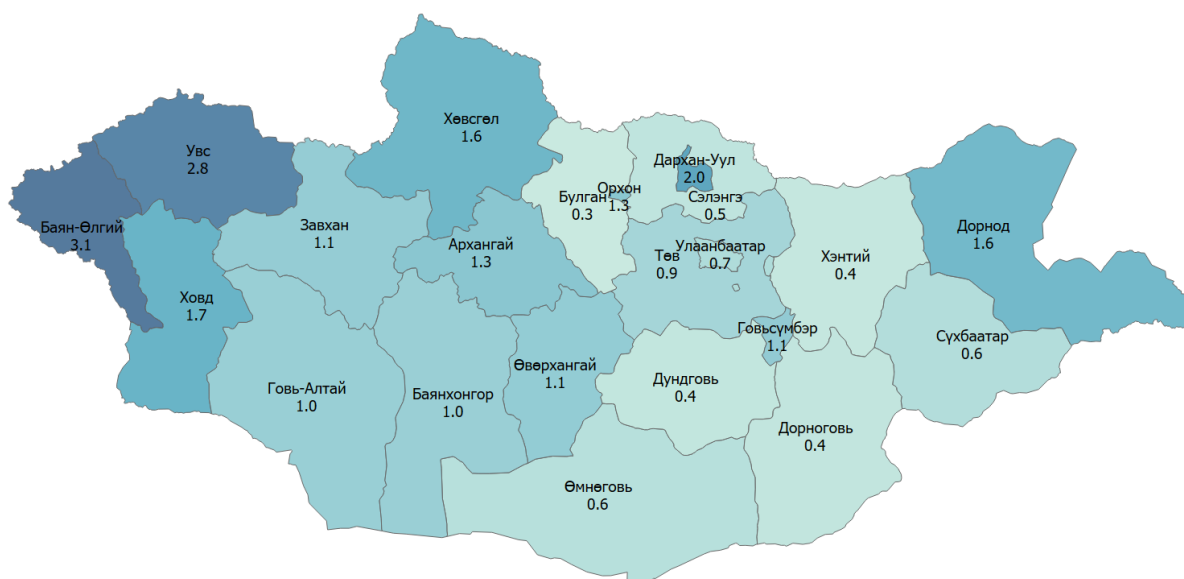 Хөвсгөл
1.6
Увс
2.8
Дархан-Уул
2.0
Орхон
1.3
Булган
0.3
Сэлэнгэ
0.5
Баян-Өлгий
3.1
Завхан
1.1
Архангай
1.3
Төв
0.9
Улаанбаатар
0.7
Хэнтий
0.4
Дорнод
1.6
Ховд
1.7
Говьсүмбэр
1.1
Сүхбаатар
0.6
Өвөрхангай
1.1
Говь-Алтай
1.0
Баянхонгор
1.0
Дундговь
0.4
Дорноговь
0.4
Өмнөговь
0.6